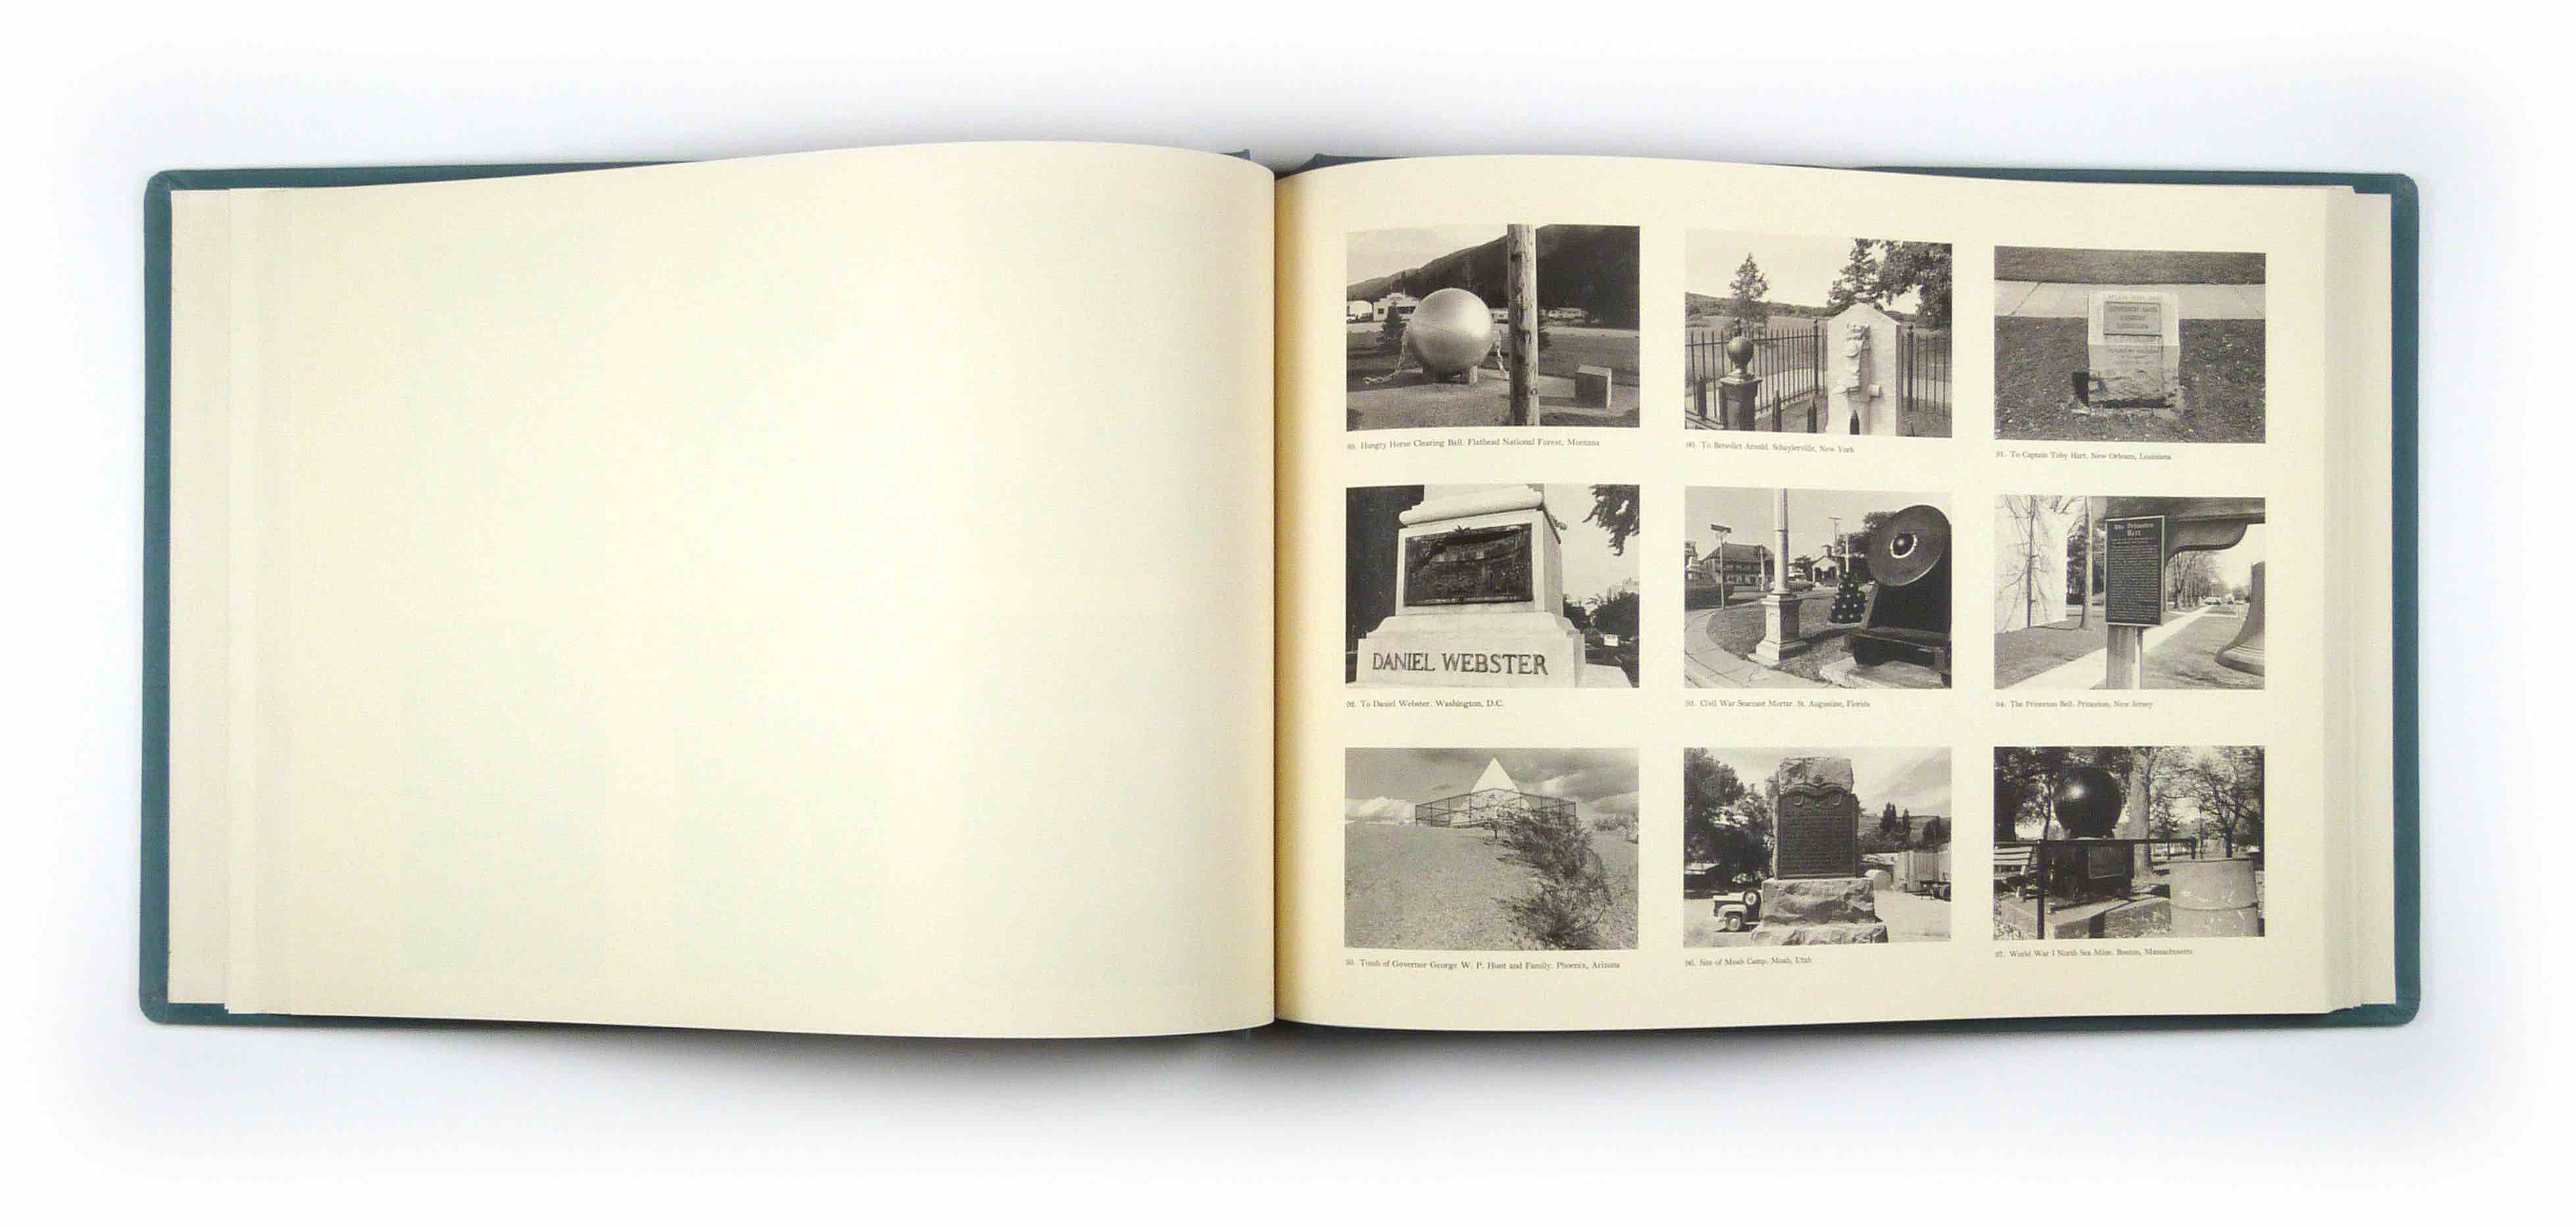 89. Hungry Horse Clearing Ball. Flathead National Forest, Montana
90. To Benedict Arnold. Schuylerville, New York
91. To Captain Toby Hart. New Orleans, Louisiana
DANIEL WEBSTER
The Princeton
Bell
92. To Daniel Webster. Washington, D.C.
93. Civil War Seacoast Mortar. St. Augustine, Florida
94. The Princeton Bell. Princeton, New Jersey
95. Tomb of Governor George W. P. Hunt and Family. Phoenix, Arizona
96. Site of Moab Camp. Moab, Utah
97. World War I North Sea Mine. Boston, Massachusetts